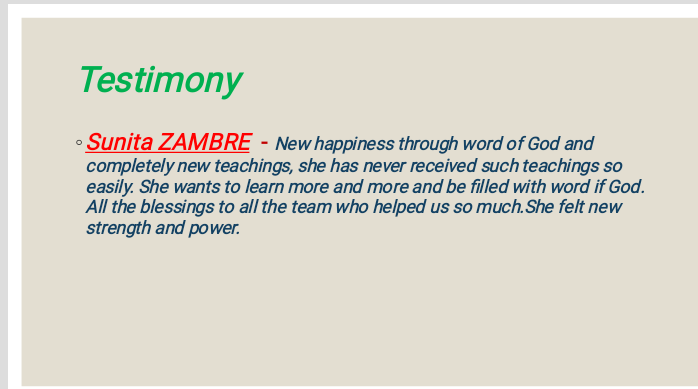 Testimony
◦ Sunita ZAMBRE - New happiness through word of God and
completely new teachings, she has never received such teachings so
easily. She wants to learn more and more and be filled with word if God.
All the blessings to all the team who helped us so much.She felt new
strength and power.